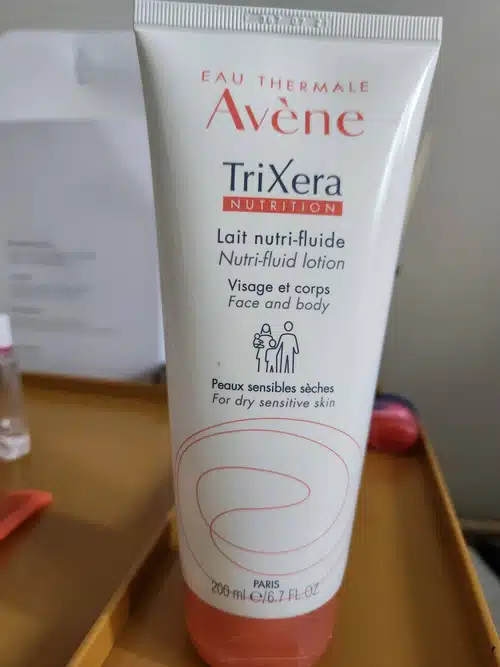 EAU THERMALE
Avène
TriXera
NUTRITION
Lait nutri-fluide
Nutri-fluid lotion
Visage et corps
Face and body
Peaux sensibles sèches
For dry sensitive skin
PARIS
200 ml ℮/6.7 FL.OZ